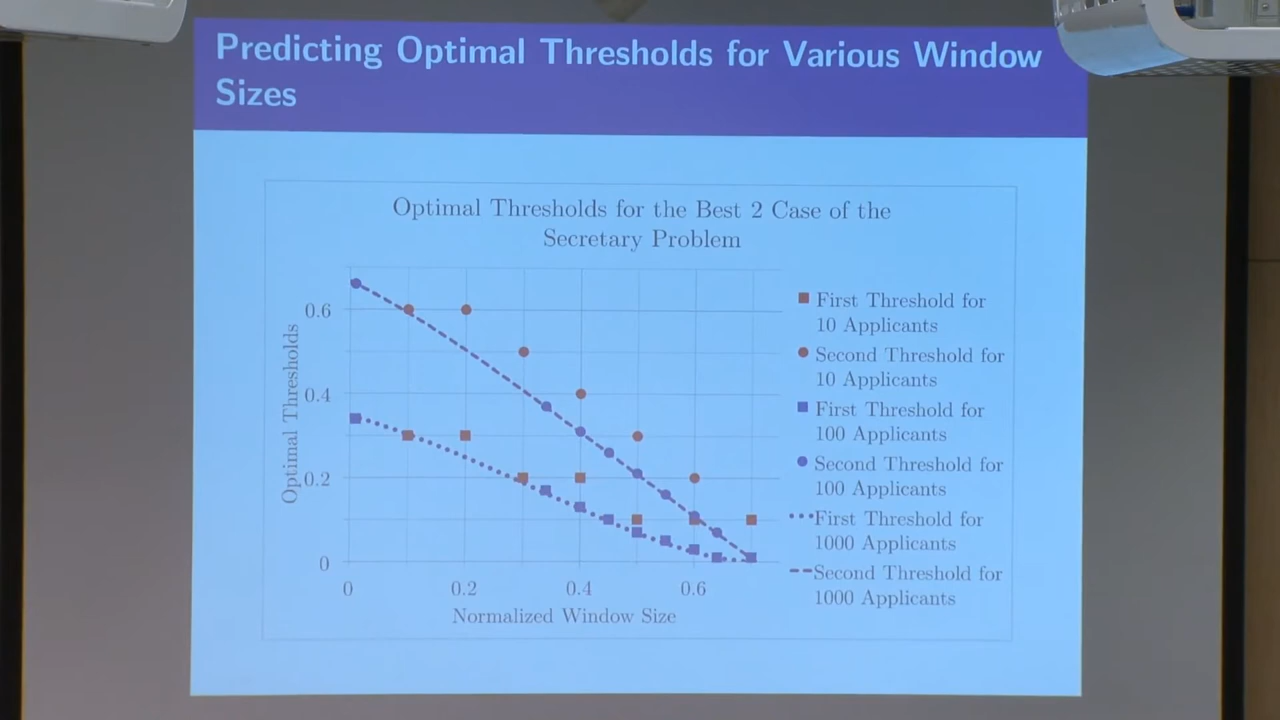 Predicting Optimal Thresholds for Various Window
Sizes
Optimal Thresholds for the Best 2 Case of the
Secretary Problem
Optimal Thresholds
0.6
0.4
0.2
0
0
0.2
0.4
0.6
Normalized Window Size
First Threshold for
10 Applicants
Second Threshold for
10 Applicants
First Threshold for
100 Applicants
Second Threshold for
100 Applicants
First Threshold for
1000 Applicants
Second Threshold for
1000 Applicants